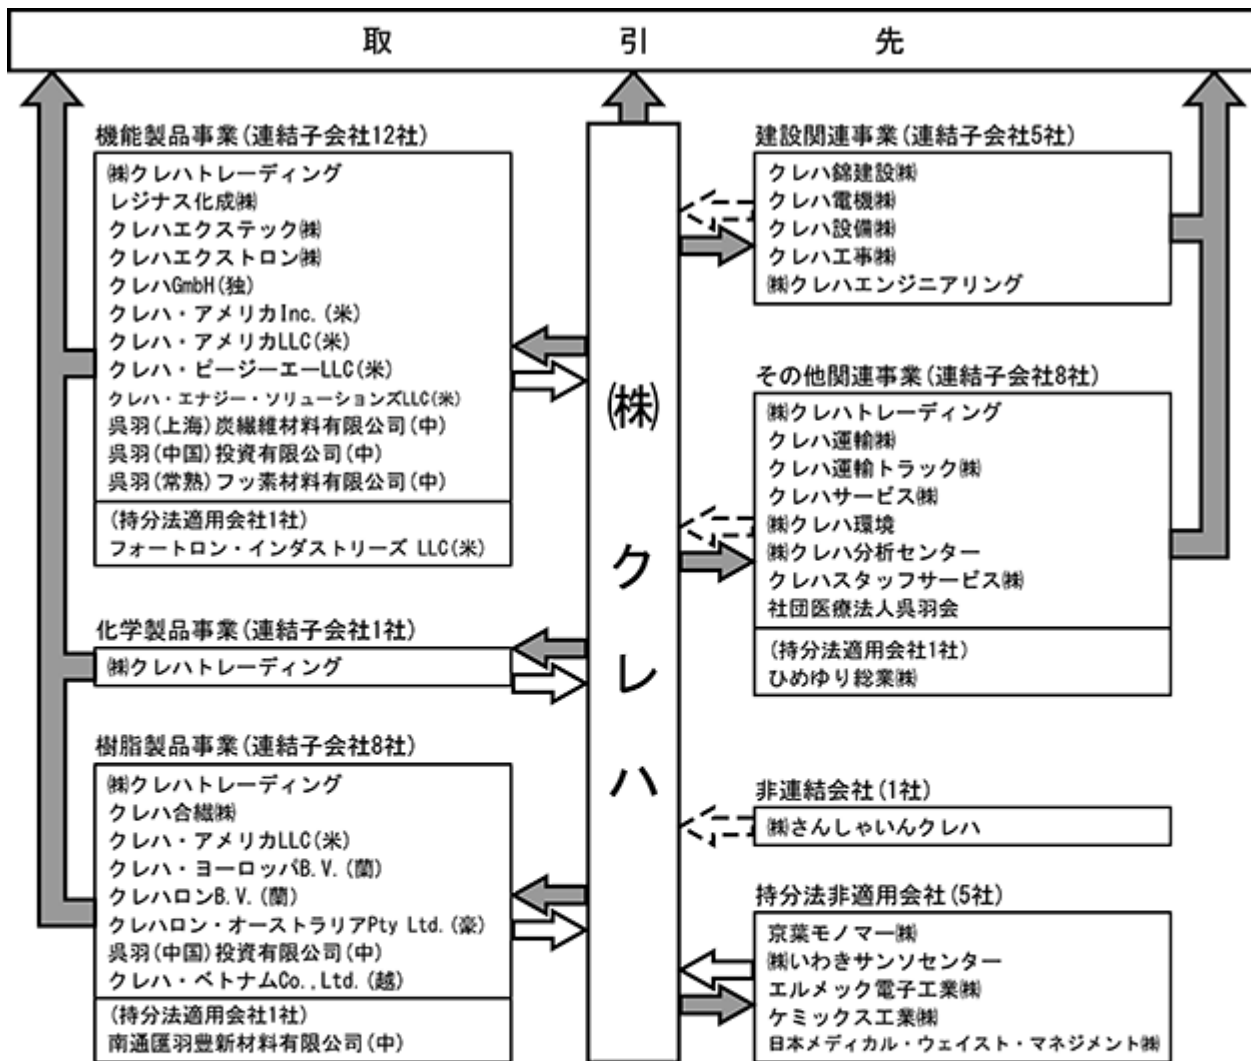 取引先
機能製品事業(連結子会社12社)
㈱クレハトレーディング
レジナス化成㈱
クレハエクステック㈱
クレハエクストロン㈱
クレハGmbH(独)
クレハ・アメリカInc.(米)
クレハ・アメリカLLC(米)
クレハ・ピージーエーLLC(米)
クレハ・エナジー・ソリューションズLLC(米)
呉羽(上海)炭繊維材料有限公司(中)
呉羽(中国)投資有限公司(中)
呉羽(常熟)フッ素材料有限公司(中)
(持分法適用会社1社)
フォートロン・インダストリーズ LLC(米)
化学製品事業(連結子会社1社)
㈱クレハトレーディング
樹脂製品事業(連結子会社8社)
㈱クレハトレーディング
クレハ合繊㈱
クレハ・アメリカLLC(米)
クレハ・ヨーロッパB.V.(蘭)
クレハロンB.V.(蘭)
クレハロン・オーストラリアPty Ltd.(豪)
呉羽(中国)投資有限公司(中)
クレハ・ベトナムCo.,Ltd.(越)
(持分法適用会社1社)
南通匯羽豊新材料有限公司(中)
㈱クレハ
建設関連事業(連結子会社5社)
クレハ錦建設㈱
クレハ電機㈱
クレハ設備㈱
クレハ工事㈱
㈱クレハエンジニアリング
その他関連事業(連結子会社8社)
㈱クレハトレーディング
クレハ運輸㈱
クレハ運輸トラック㈱
クレハサービス㈱
㈱クレハ環境
㈱クレハ分析センター
クレハスタッフサービス㈱
社団医療法人呉羽会
(持分法適用会社1社)
ひめゆり総業㈱
非連結会社(1社)
㈱さんしゃいんクレハ
持分法非適用会社(5社)
京葉モノマー㈱
㈱いわきサンソセンター
エルメック電子工業㈱
ケミックス工業㈱
日本メディカル・ウェイスト・マネジメント㈱